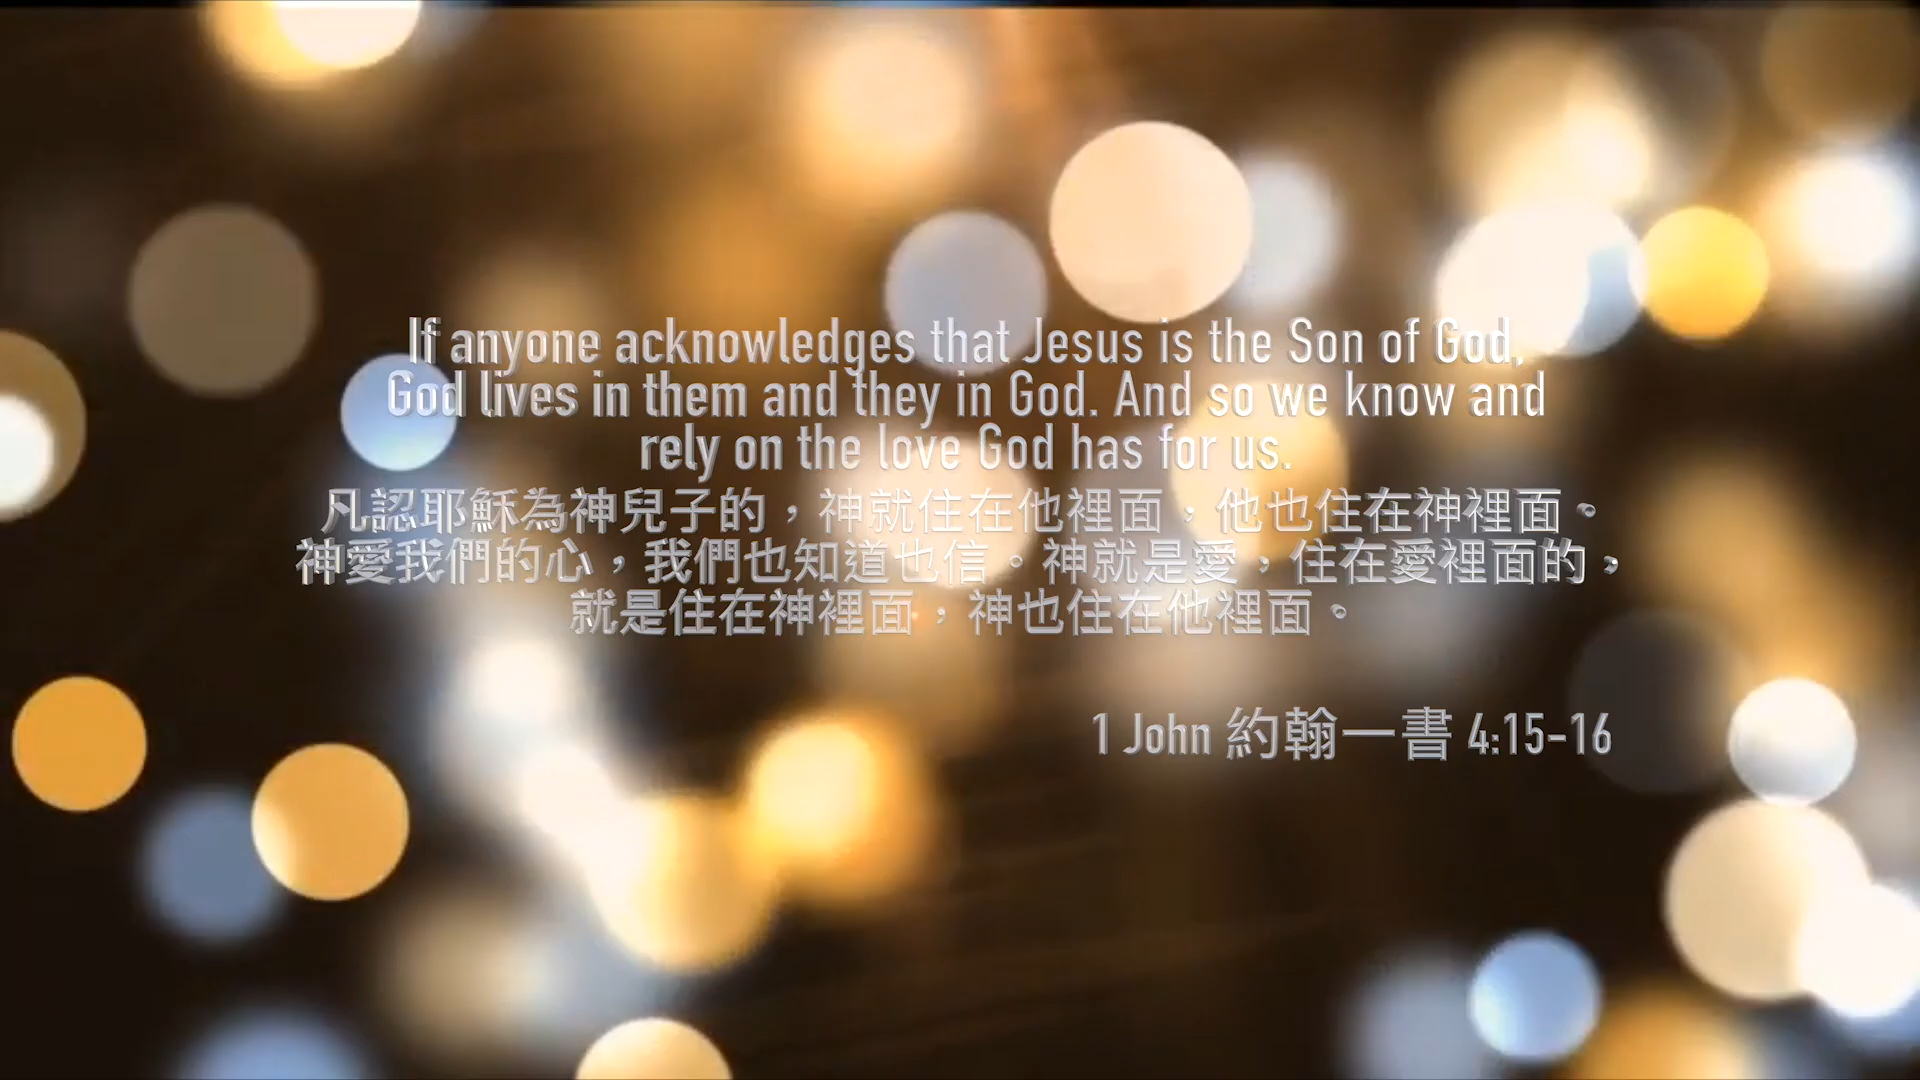 If anyone acknowledges that Jesus is the Son of God,
God lives in them and they in God. And so we know and
rely on the love God has for us.
凡認耶穌為神兒子的，神就住在他裡面，他也住在神裡面。
神愛我們的心，我們也知道也信。神就是愛，住在愛裡面的，
就是住在神裡面，神也住在他裡面。
1 John 約翰一書 4:15-16